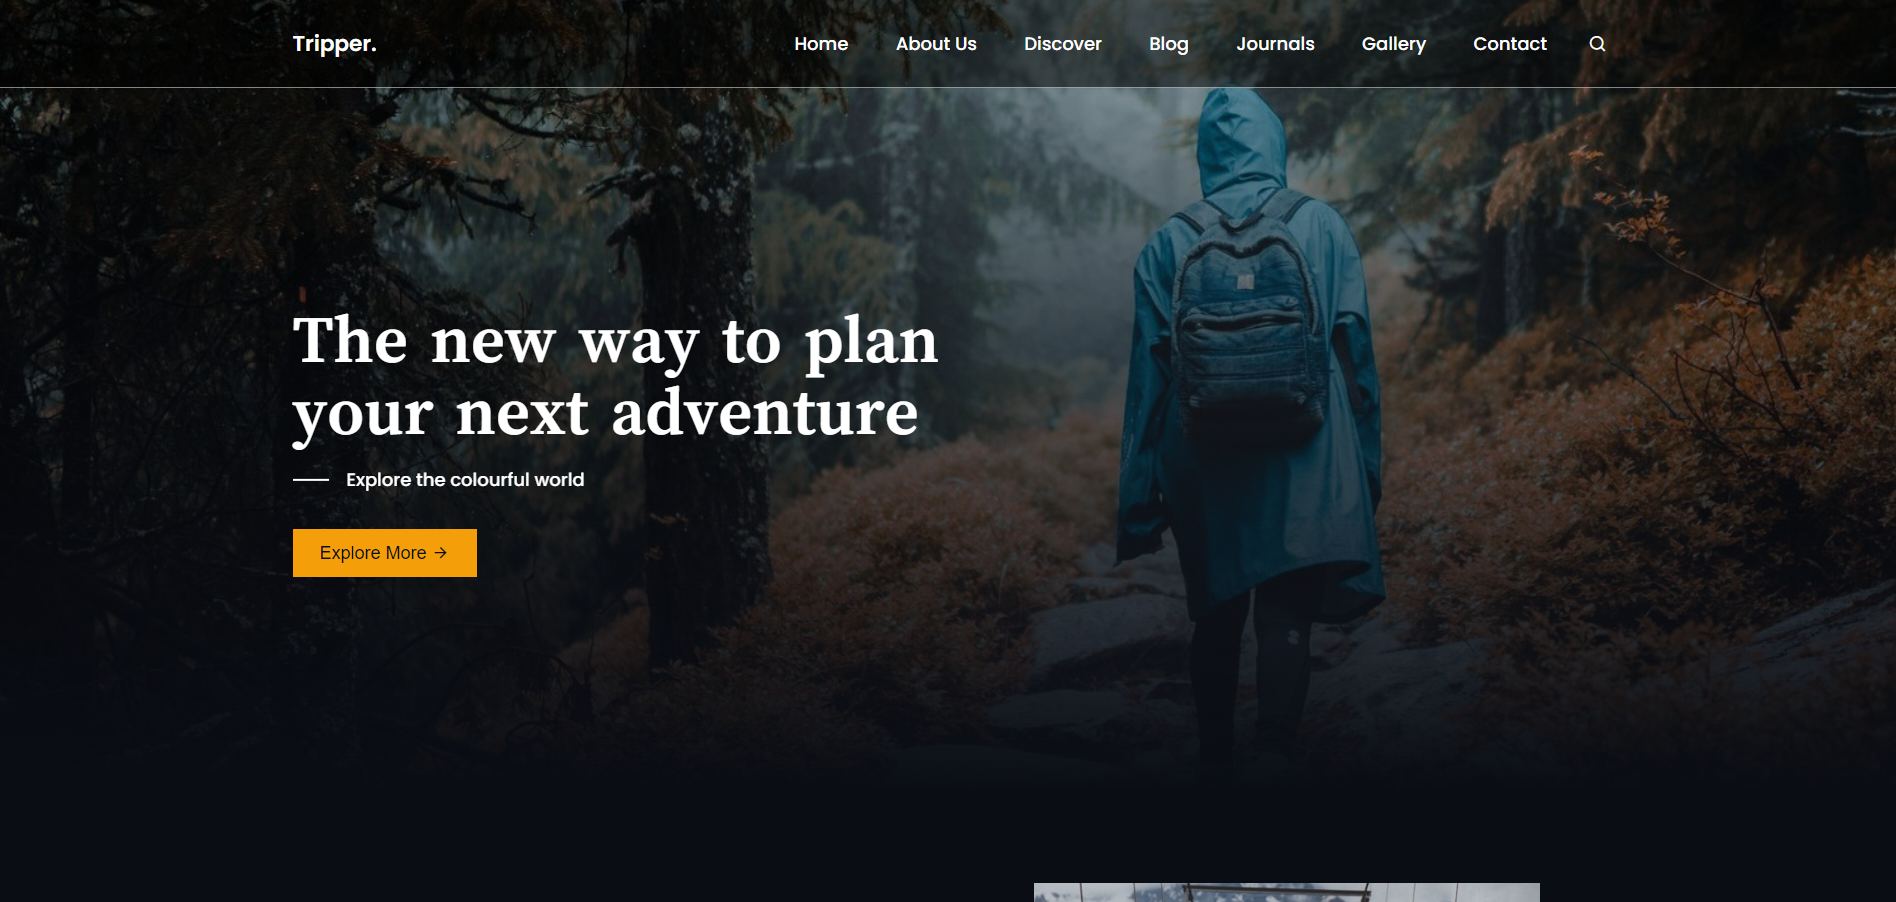 Tripper.
Home About Us Discover Blog Journals Gallery Contact
The new way to plan
your next adventure
Explore the colourful world
Explore More →